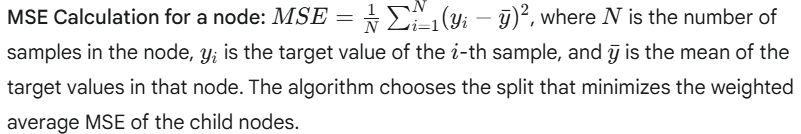 MSE Calculation for a node: $MSE = \frac{1}{N} \sum_{i=1}^{N} (y_i - \bar{y})^2$, where $N$ is the number of
samples in the node, $y_i$ is the target value of the $i$-th sample, and $\bar{y}$ is the mean of the
target values in that node. The algorithm chooses the split that minimizes the weighted
average MSE of the child nodes.